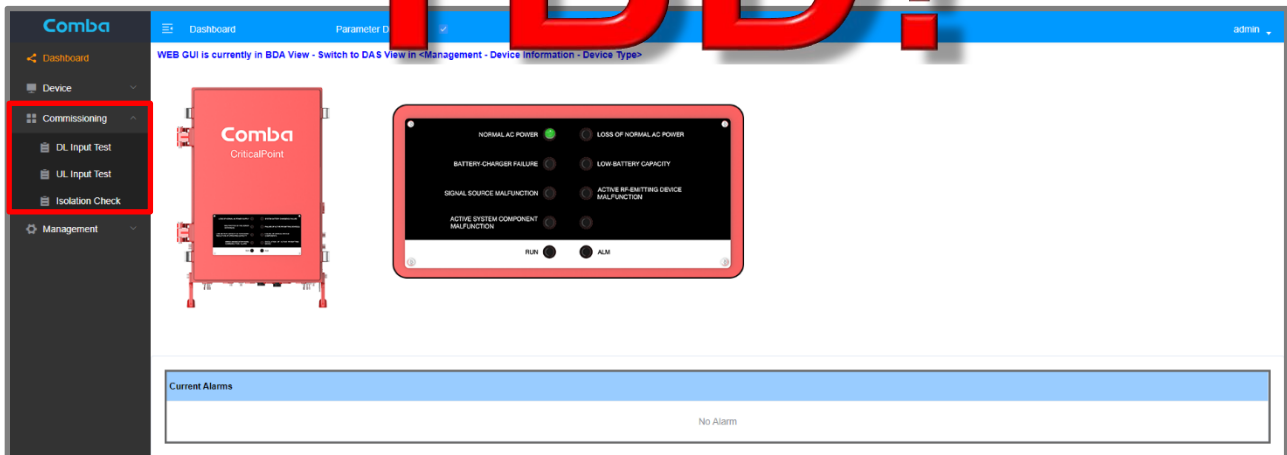 TBD!
Comba
Dashboard
Parameter D
admin
Dashboard
WEB GUI is currently in BDA View - Switch to DAS View in <Management - Device Information - Device Type>
Device
Commissioning
DL Input Test
UL Input Test
Isolation Check
Management
Comba
CriticalPoint
NORMAL AC POWER
LOSS OF NORMAL AC POWER
BATTERY-CHARGER FAILURE
LOW-BATTERY CAPACITY
SIGNAL SOURCE MALFUNCTION
ACTIVE RF-EMITTING DEVICE
MALFUNCTION
ACTIVE SYSTEM COMPONENT
MALFUNCTION
RUN
ALM
RUN
ALM
Current Alarms
No Alarm